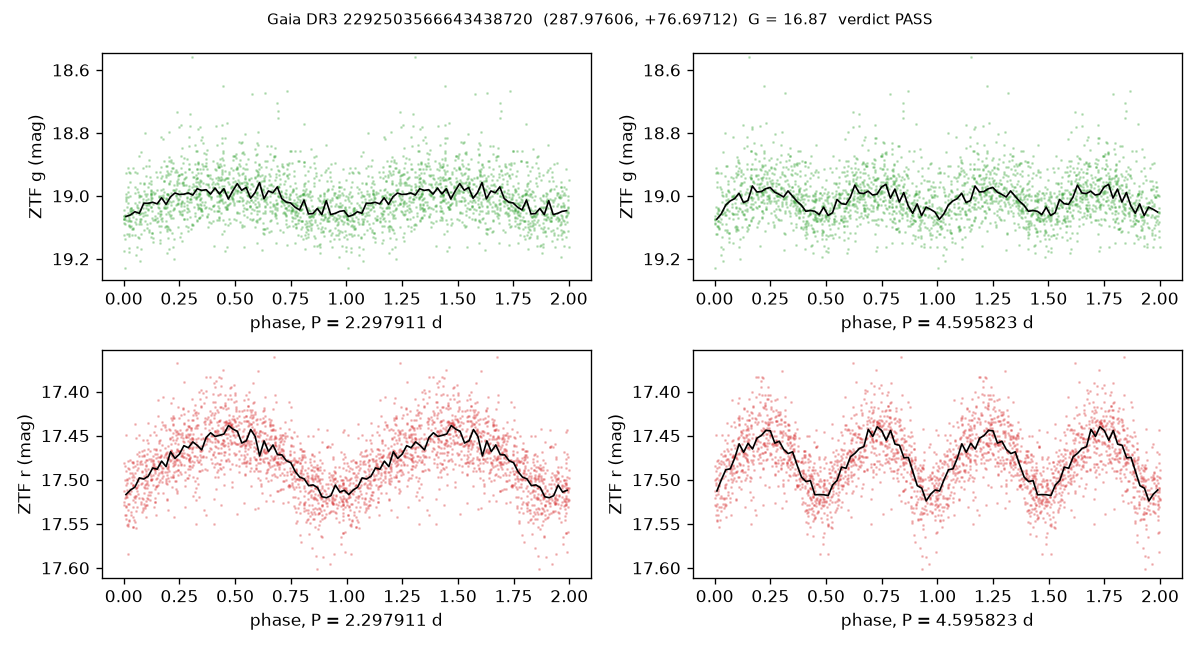 Gaia DR3 2292503566643438720  (287.97606, +76.69712)  G = 16.87  verdict PASS
ZTF g (mag)
18.6
18.8
19.0
19.2
0.00 0.25 0.50 0.75 1.00 1.25 1.50 1.75 2.00
phase, P = 2.297911 d
ZTF g (mag)
18.6
18.8
19.0
19.2
0.00 0.25 0.50 0.75 1.00 1.25 1.50 1.75 2.00
phase, P = 4.595823 d
ZTF r (mag)
17.40
17.45
17.50
17.55
17.60
0.00 0.25 0.50 0.75 1.00 1.25 1.50 1.75 2.00
phase, P = 2.297911 d
ZTF r (mag)
17.40
17.45
17.50
17.55
17.60
0.00 0.25 0.50 0.75 1.00 1.25 1.50 1.75 2.00
phase, P = 4.595823 d